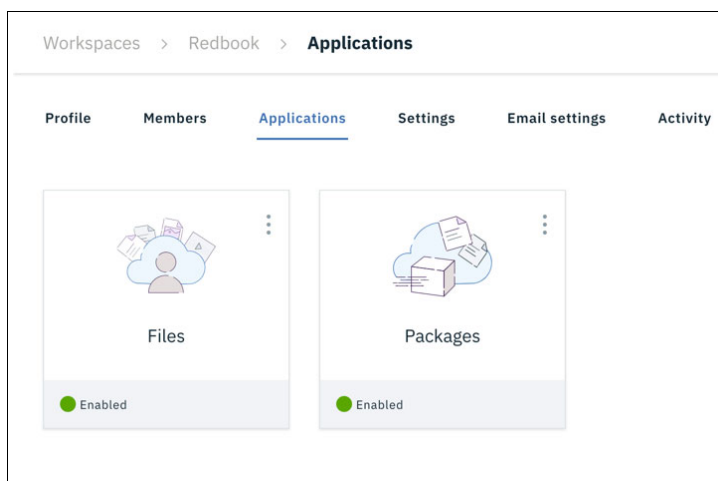 Workspaces > Redbook > Applications
Profile Members Applications Settings Email settings Activity
Files Packages
Enabled Enabled